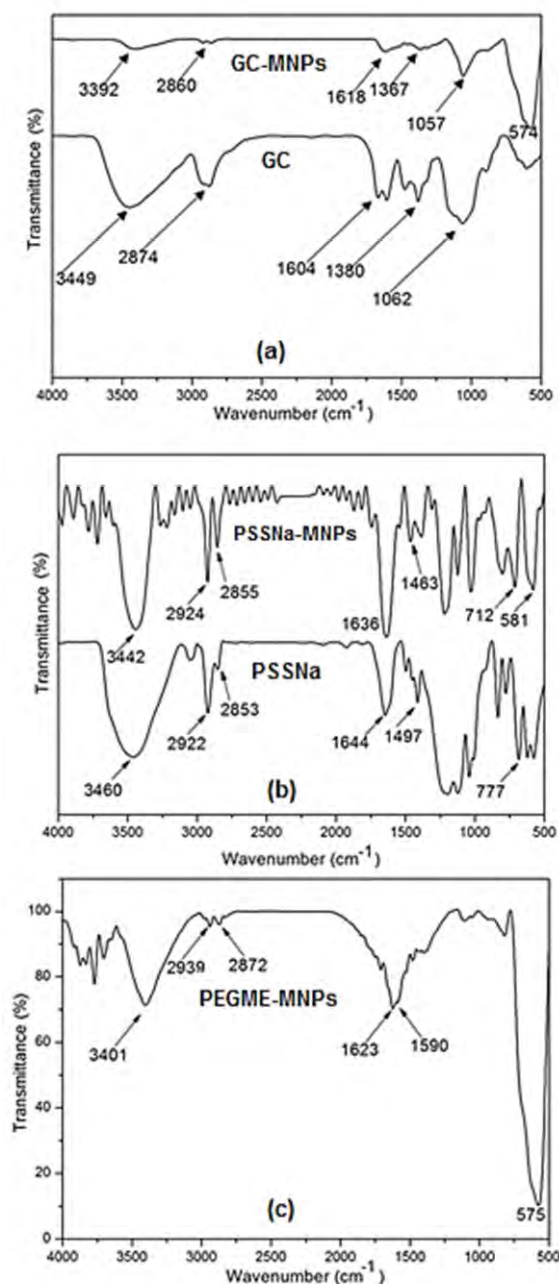 3392
2860
GC-MNPs
1618
1367
1057
574
GC
3449
2874
1604
1380
1062
Transmittance (%)
(a)
4000 3500 3000 2500 2000 1500 1000 500
Wavenumber (cm-1)
PSSNa-MNPs
2855
2924
3442
1636
1463
712
581
PSSNa
2853
2922
3460
1644
1497
777
Transmittance (%)
(b)
4000 3500 3000 2500 2000 1500 1000 500
Wavenumber (cm-1)
100
80
60
40
20
0
2939
2872
PEGME-MNPs
3401
1623
1590
575
Transmittance (%)
(c)
4000 3500 3000 2500 2000 1500 1000 500
Wavenumber (cm-1)